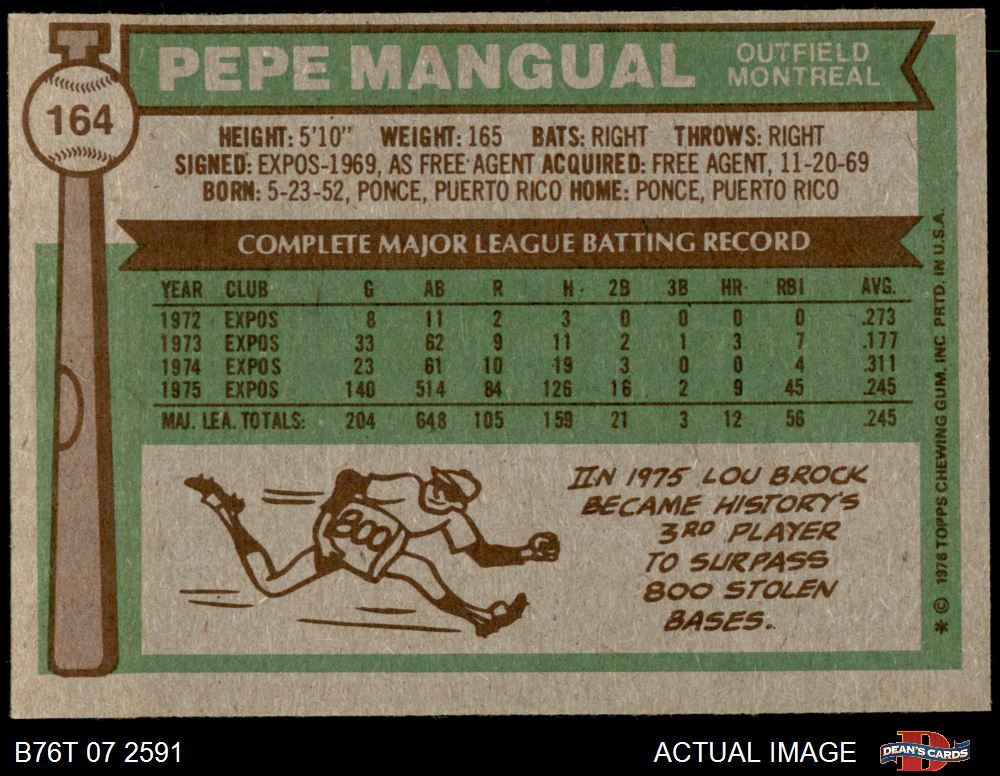 164
PEPE MANGUAL
OUTFIELD
MONTREAL
HEIGHT: 5'10" WEIGHT: 165 BATS: RIGHT THROWS: RIGHT
SIGNED: EXPOS-1969, AS FREE AGENT ACQUIRED: FREE AGENT, 11-20-69
BORN: 5-23-52, PONCE, PUERTO RICO HOME: PONCE, PUERTO RICO
COMPLETE MAJOR LEAGUE BATTING RECORD
YEAR CLUB G AB R H 2B 3B HR RBI AVG.
1972 EXPOS 8 11 2 3 0 0 0 0 .273
1973 EXPOS 33 62 9 11 2 1 3 7 .177
1974 EXPOS 23 61 10 19 3 0 0 4 .311
1975 EXPOS 140 514 84 126 16 2 9 45 .245
MAJ. LEA. TOTALS: 204 648 105 159 21 3 12 56 .245
800
IN 1975 LOU BROCK
BECAME HISTORY'S
3RD PLAYER
TO SURPASS
800 STOLEN
BASES.
* © 1976 TOPPS CHEWING GUM, INC PRTD. IN U.S.A.
B76T 07 2591
ACTUAL IMAGE
D
DEAN'S CARDS